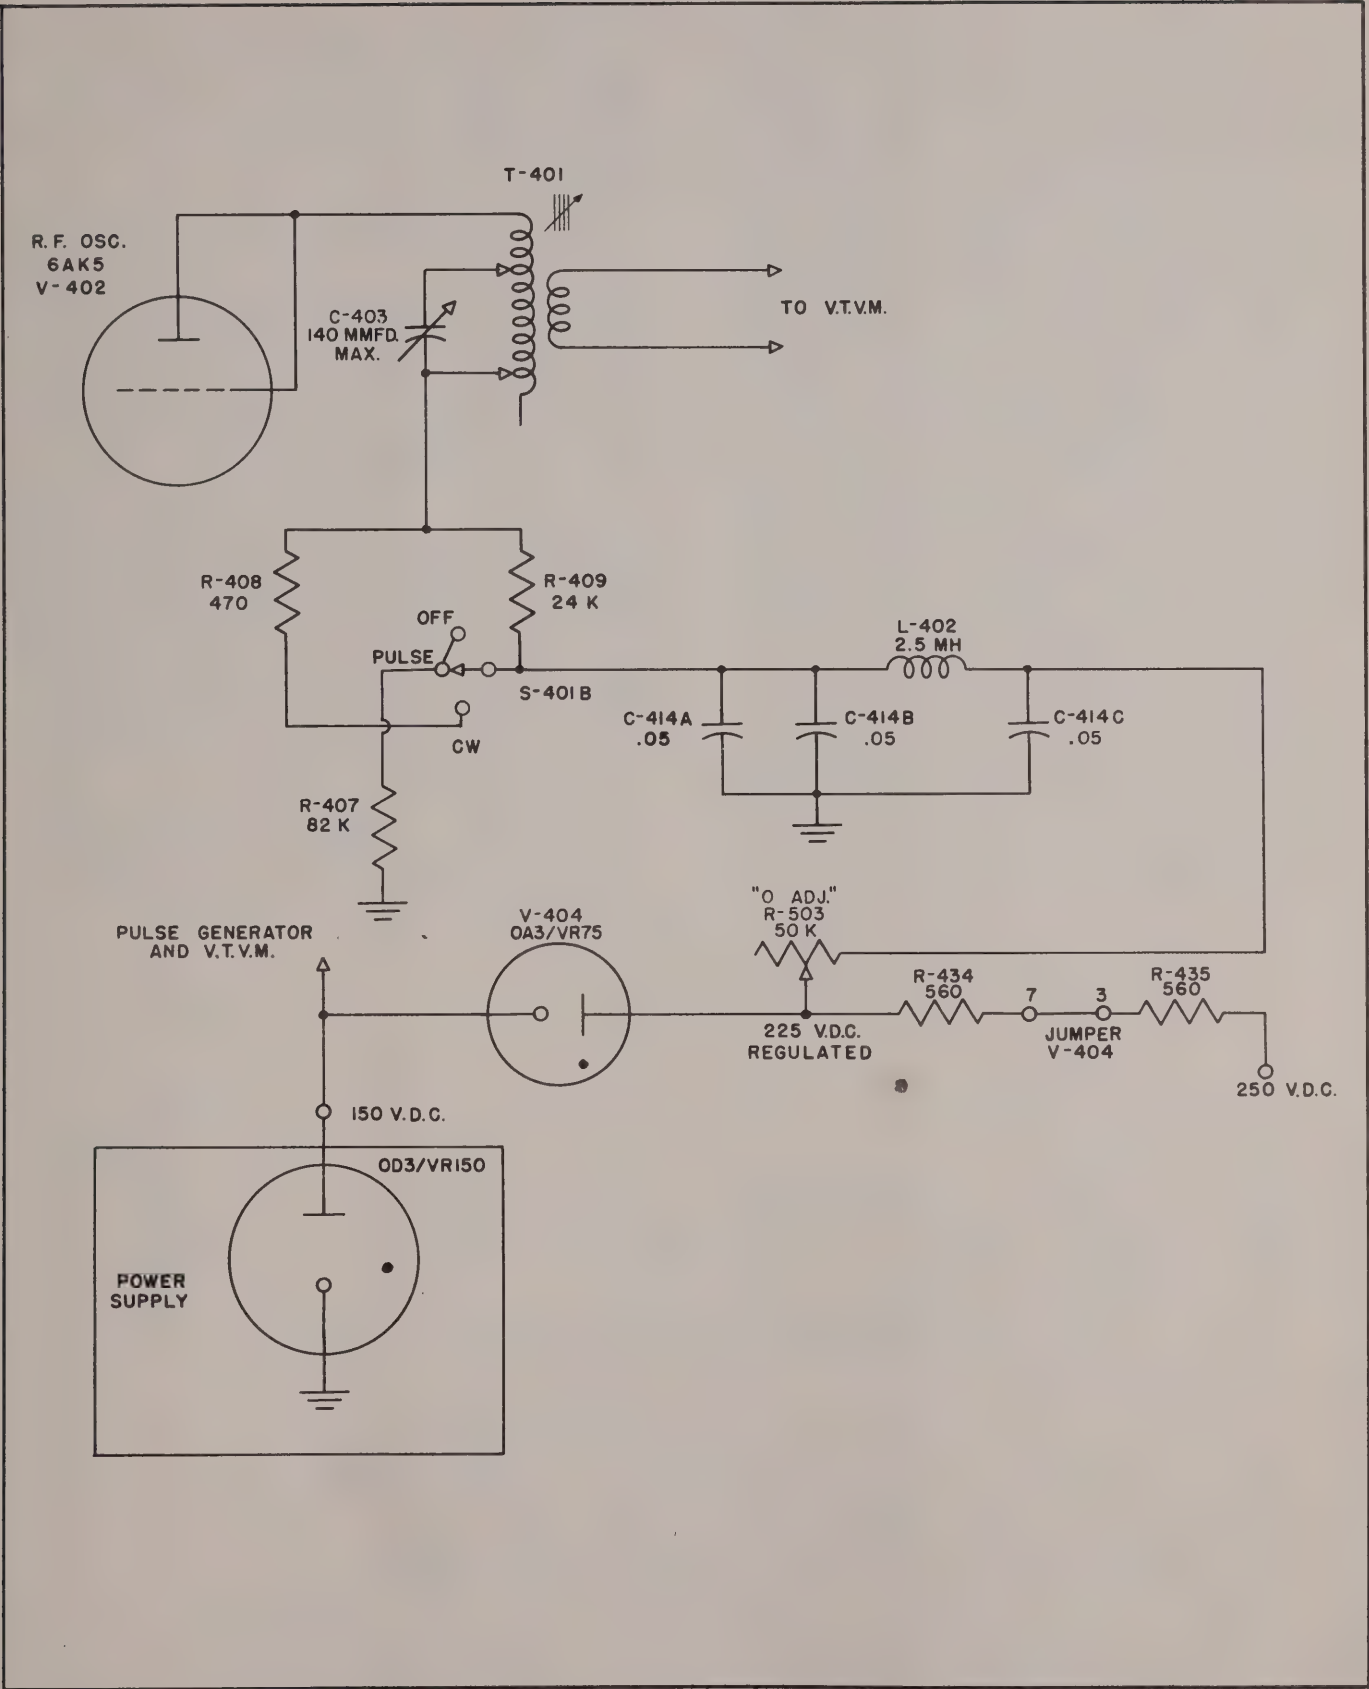 T-401
R.F. OSC.
6AK5
V-402
C-403
140 MMFD.
MAX.
TO V.T.V.M.
R-408
470
R-409
24 K
OFF
PULSE
S-401B
CW
L-402
2.5 MH
C-414A
.05
C-414B
.05
C-414C
.05
R-407
82 K
PULSE GENERATOR
AND V.T.V.M.
V-404
OA3/VR75
"O ADJ."
R-503
50 K
R-434
560
7
3
JUMPER
V-404
R-435
560
225 V.D.C.
REGULATED
250 V.D.C.
150 V.D.C.
OD3/VR150
POWER
SUPPLY